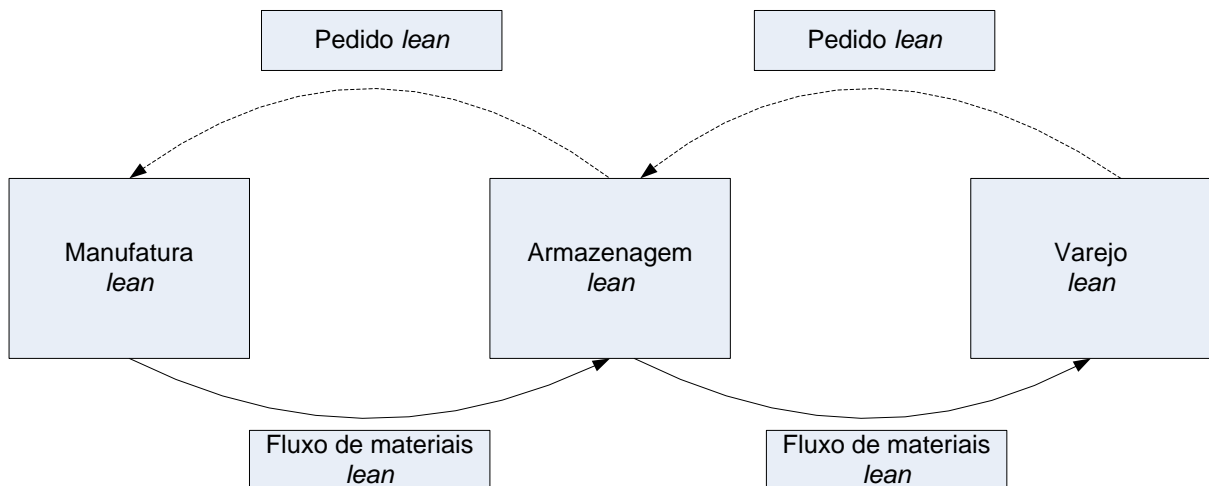 Pedido lean
Pedido lean
Manufatura
lean
Armazenagem
lean
Varejo
lean
Fluxo de materiais
lean
Fluxo de materiais
lean